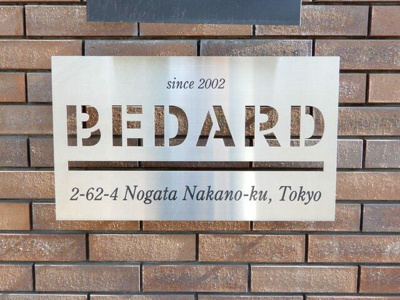 since 2002
BEDARD
2-62-4 Nogata Nakano-ku, Tokyo